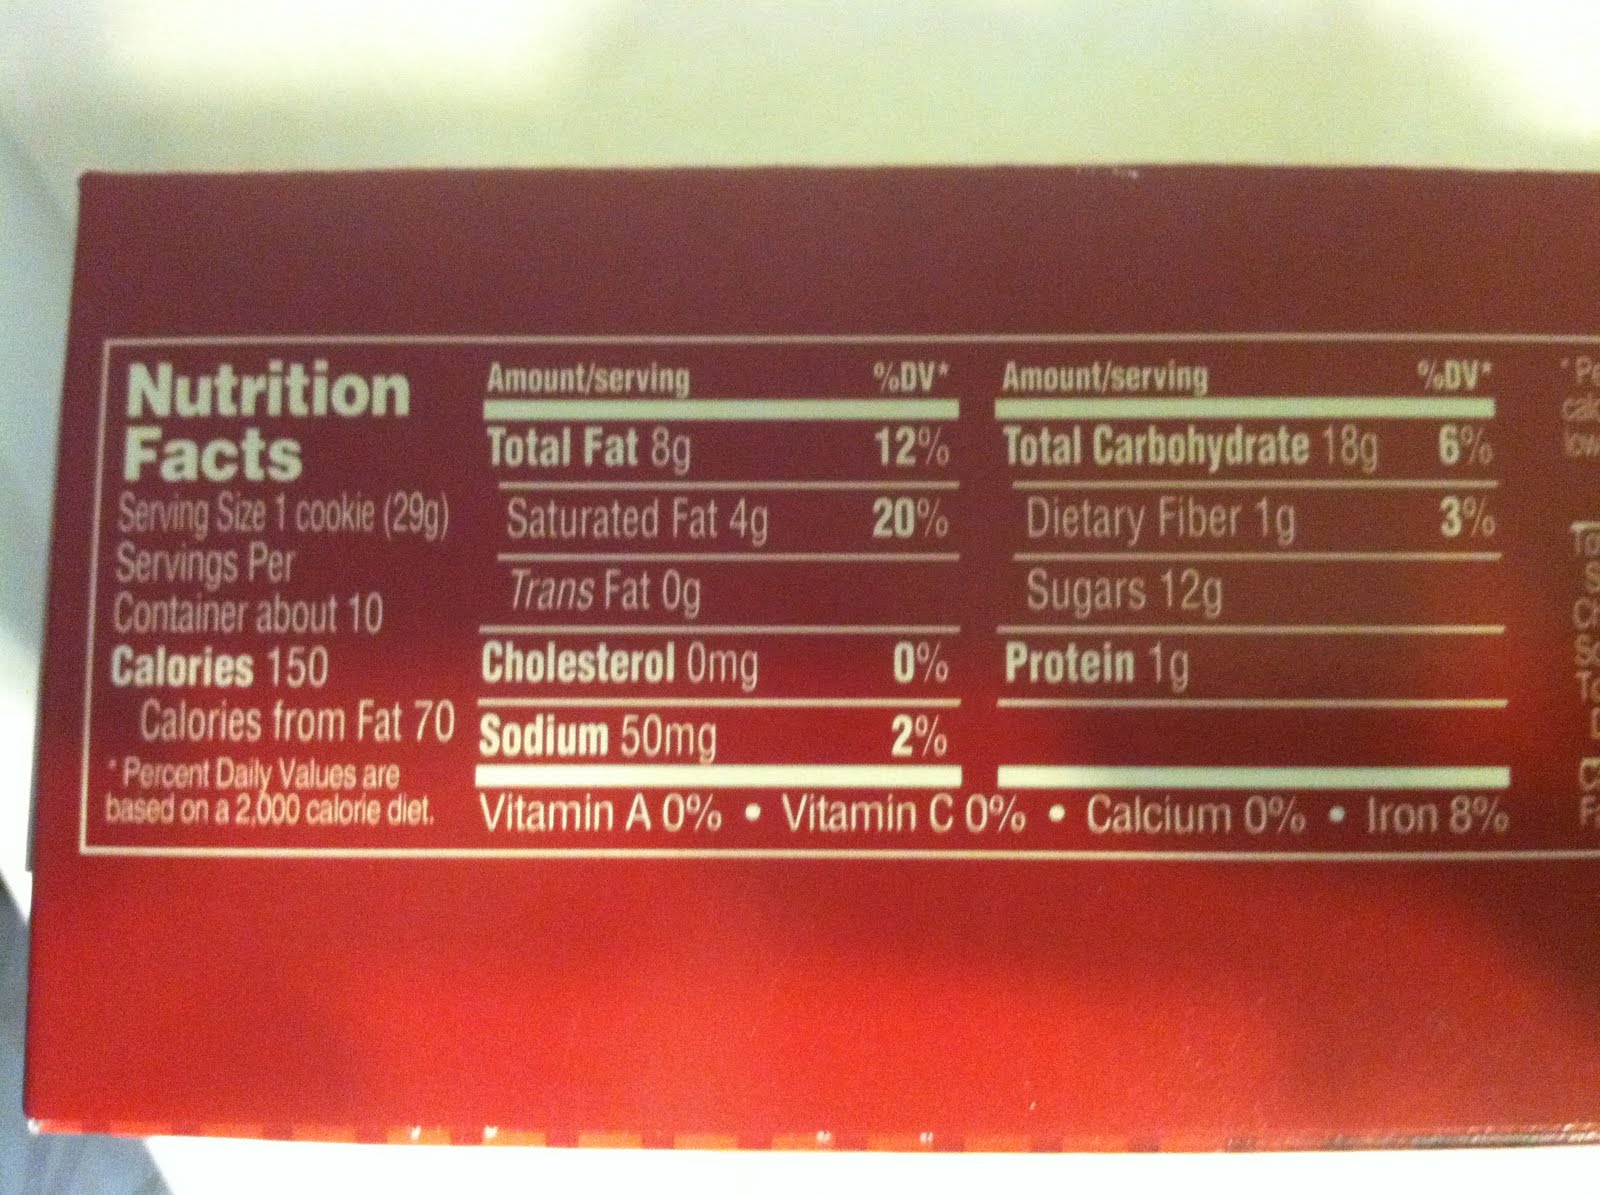 Nutrition
Facts
Serving Size 1 cookie (29g)
Servings Per
Container about 10
Calories 150
Calories from Fat 70
* Percent Daily Values are
based on a 2,000 calorie diet.
Amount/serving %DV*
Total Fat 8g 12%
Saturated Fat 4g 20%
Trans Fat 0g
Cholesterol 0mg 0%
Sodium 50mg 2%
Amount/serving %DV*
Total Carbohydrate 18g 6%
Dietary Fiber 1g 3%
Sugars 12g
Protein 1g
Vitamin A 0% • Vitamin C 0% • Calcium 0% • Iron 8%